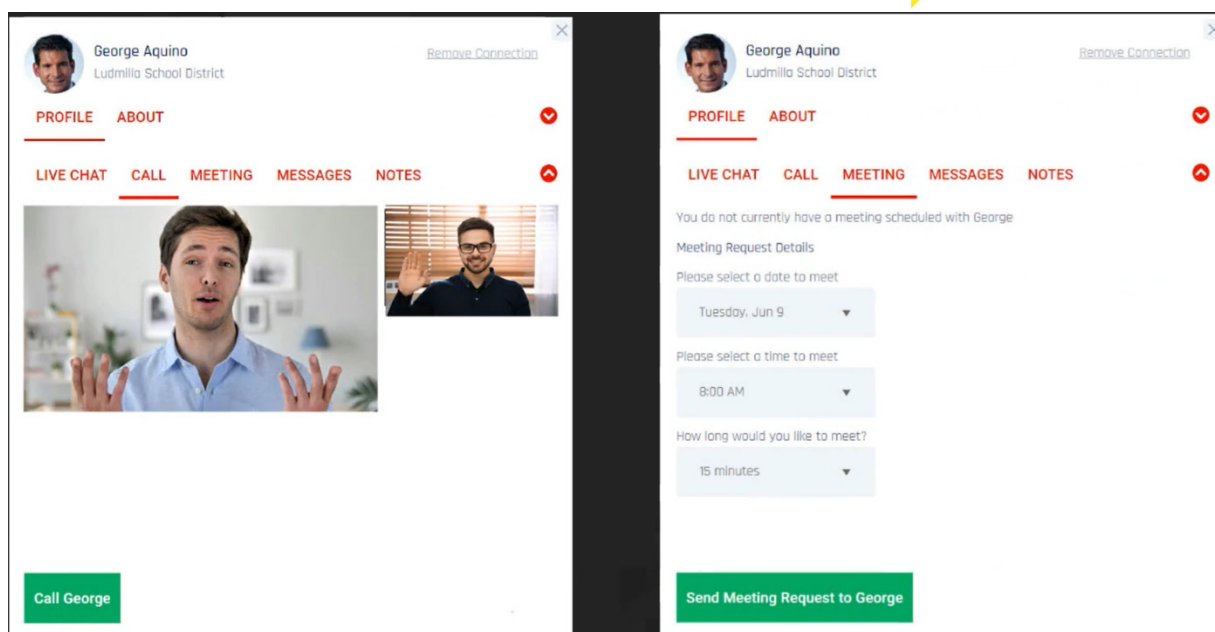 George Aquino
Remove Connection
Ludmilla School District
PROFILE ABOUT
LIVE CHAT CALL MEETING MESSAGES NOTES
Call George
George Aquino
Remove Connection
Ludmilla School District
PROFILE ABOUT
LIVE CHAT CALL MEETING MESSAGES NOTES
You do not currently have a meeting scheduled with George
Meeting Request Details
Please select a date to meet
Tuesday, Jun 9
Please select a time to meet
8:00 AM
How long would you like to meet?
15 minutes
Send Meeting Request to George